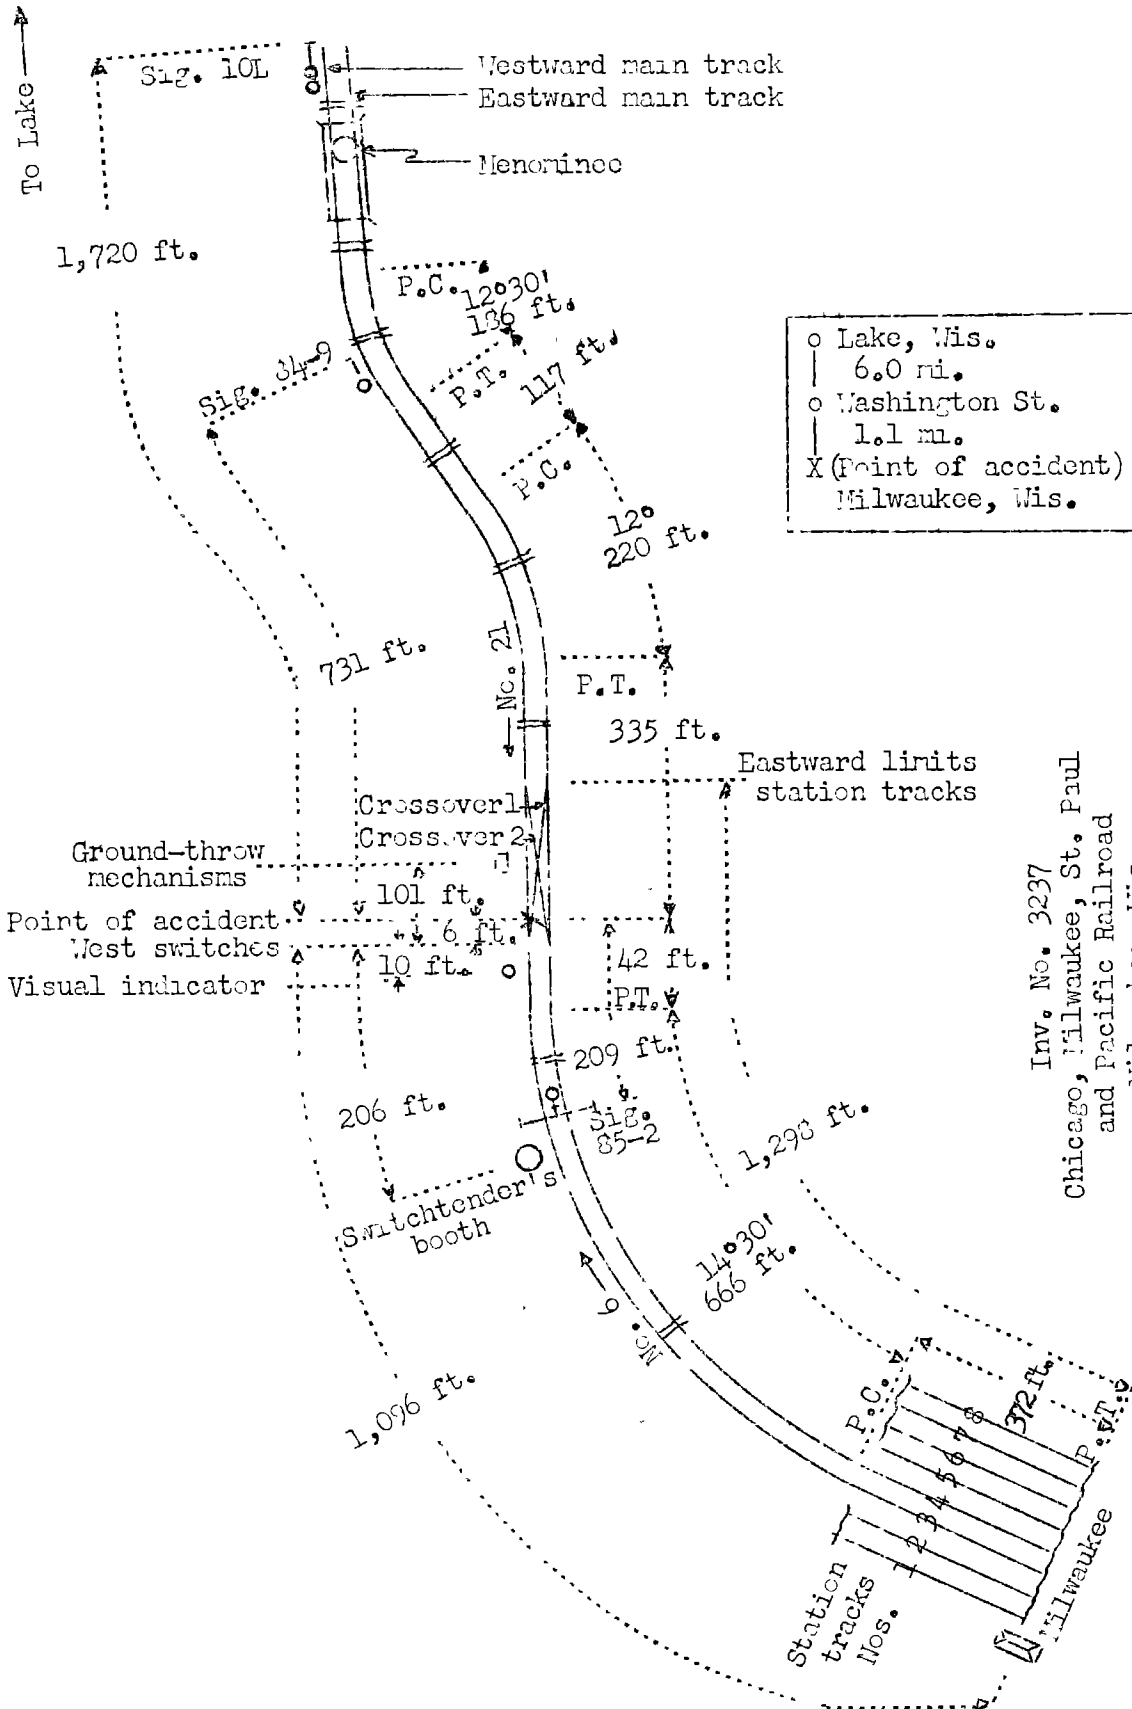 To Lake
Sig. 10L
Westward main track
Eastward main track
Menominee
1,720 ft.
P.C.
12°30'
186 ft.
P.T.
117 ft.
Sig. 84-9
P.C.
12°
220 ft.
o Lake, Wis.
6.0 mi.
o Washington St.
1.1 mi.
X (Point of accident)
Milwaukee, Wis.
731 ft.
No. 21
P.T.
335 ft.
Eastward limits
station tracks
Crossover 1
Crossover 2
Ground-throw
mechanisms
101 ft.
Point of accident
6 ft.
West switches
10 ft.
Visual indicator
42 ft.
P.T.
209 ft.
206 ft.
Sig.
85-2
Switchtender's
booth
1,298 ft.
14°30'
666 ft.
No. 6
1,096 ft.
P.C.
372 ft.
P.T.
1 2 3 4 5 6 7 8
Station
tracks
Nos.
Milwaukee
Inv. No. 3237
Chicago, Milwaukee, St. Paul
and Pacific Railroad